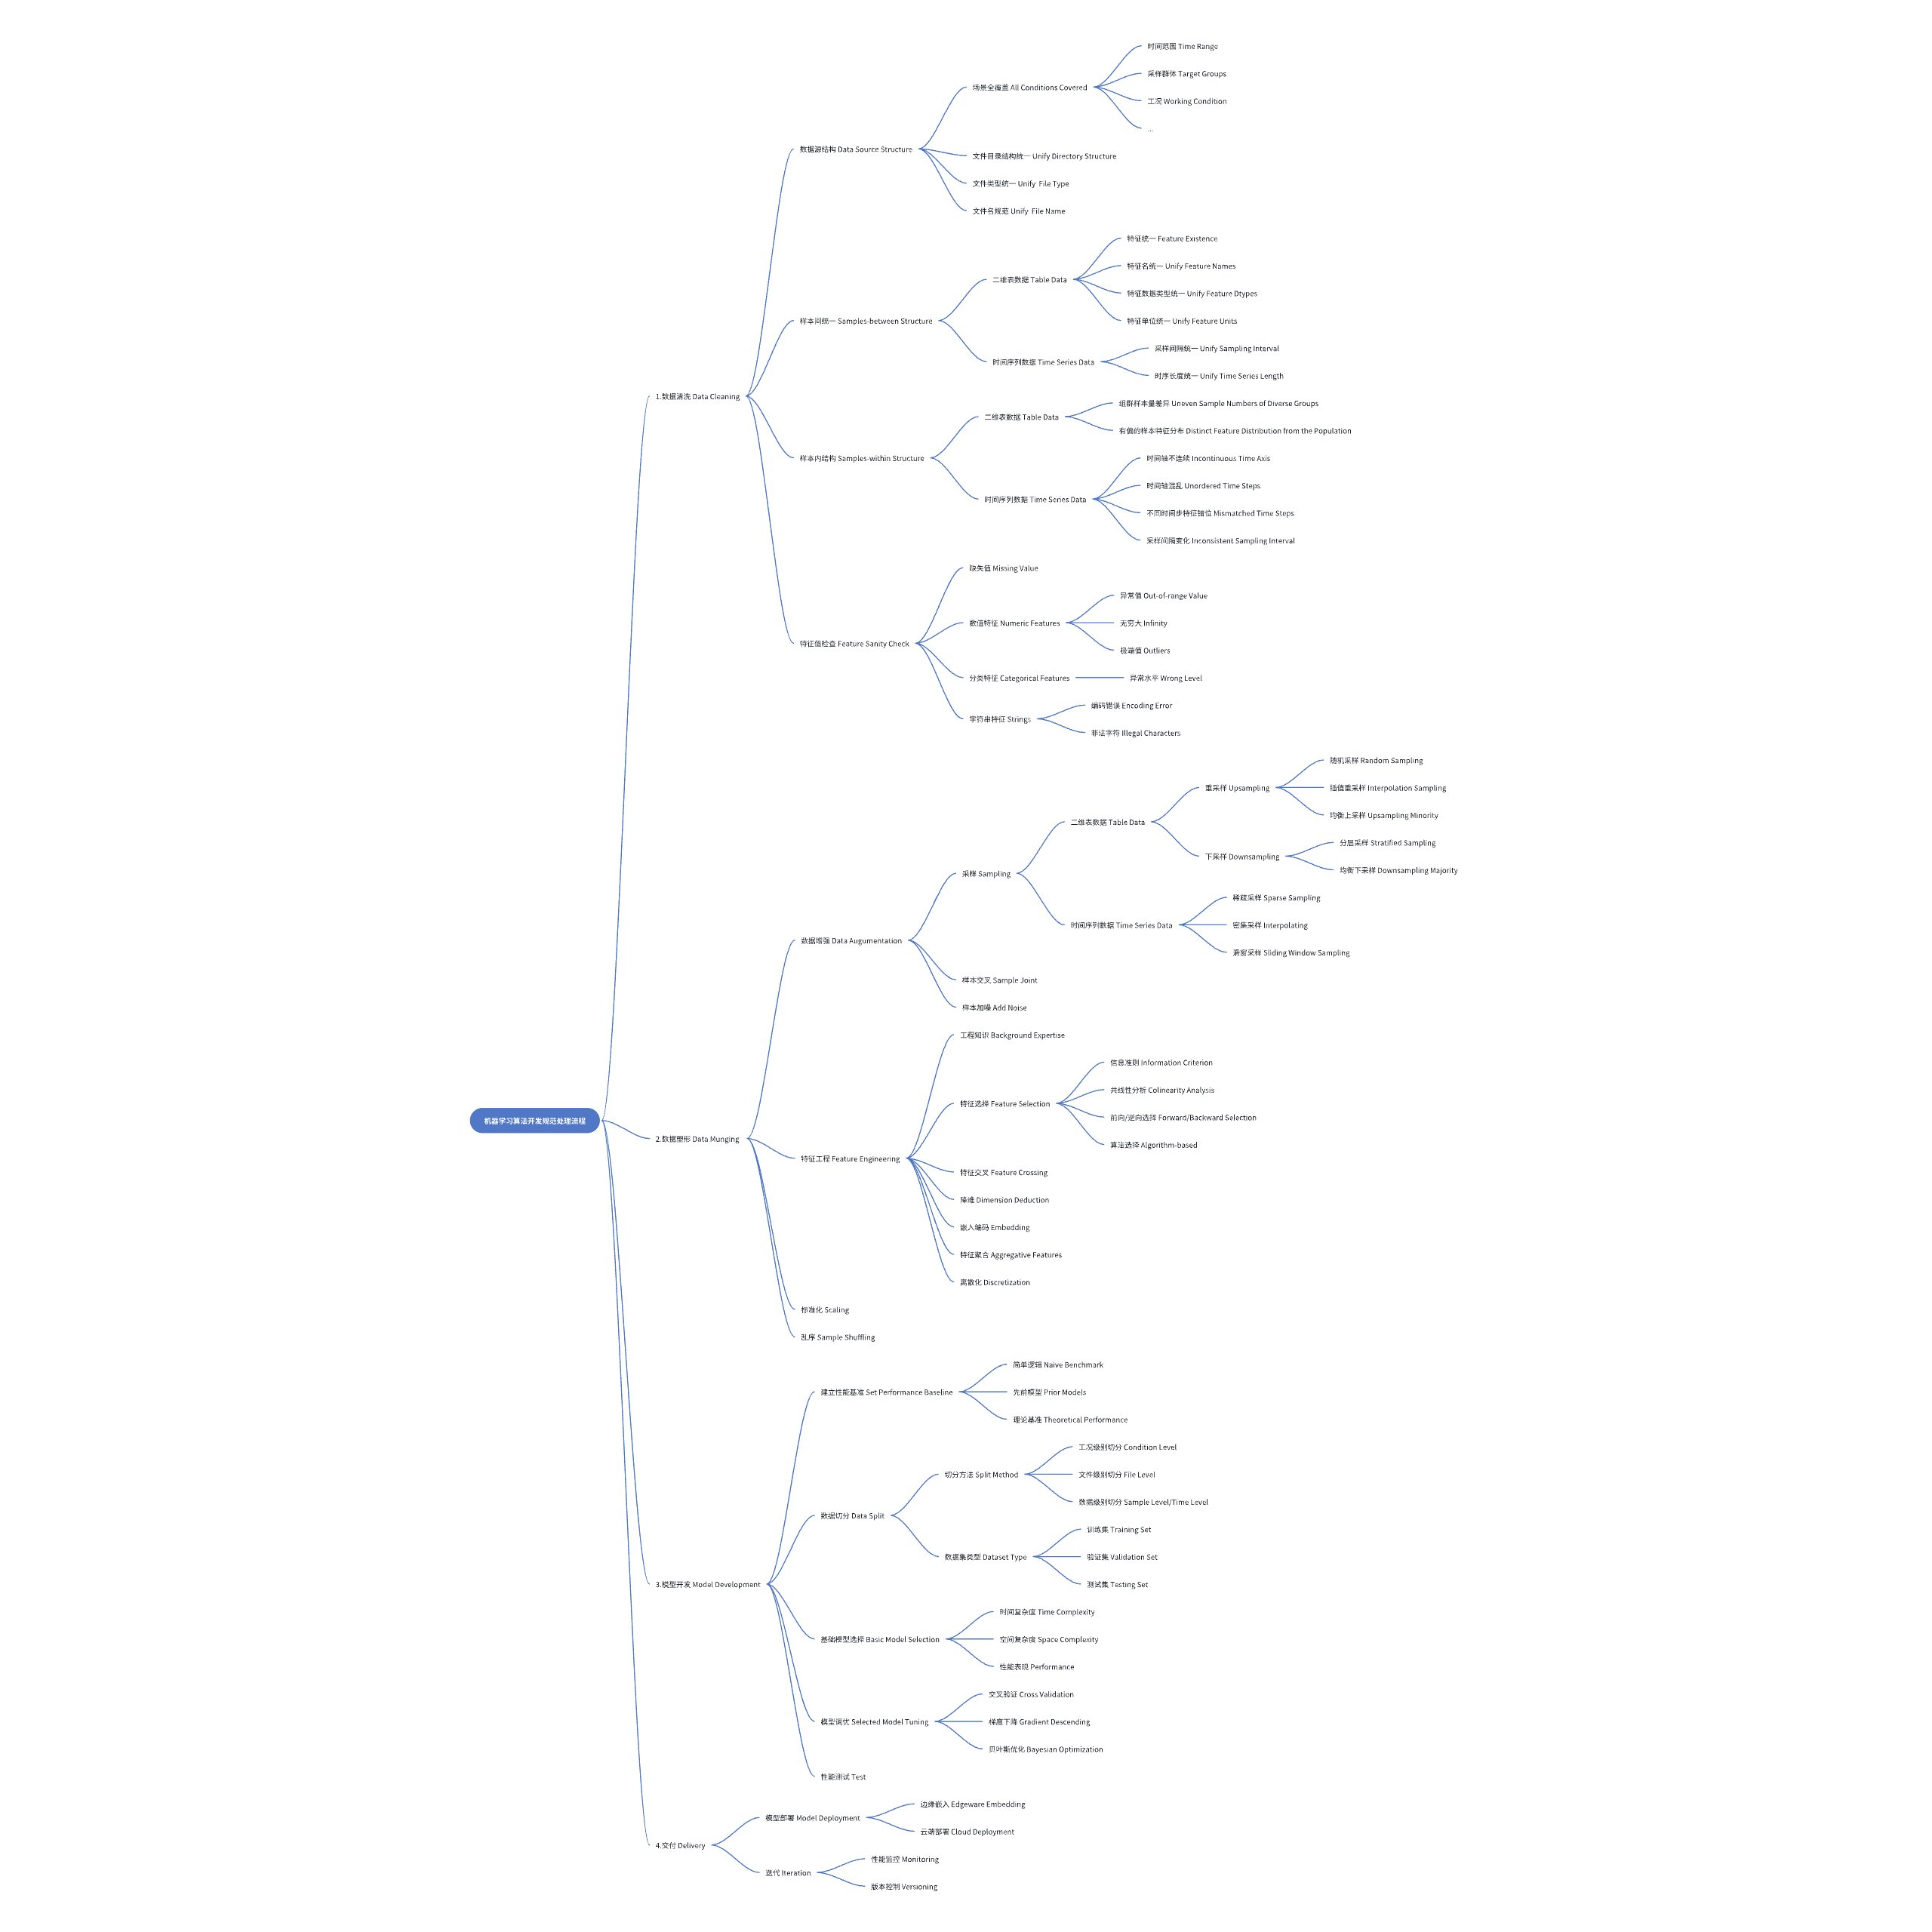 机器学习算法开发规范处理流程
1.数据清洗 Data Cleaning
数据源结构 Data Source Structure
场景全覆盖 All Conditions Covered
时间范围 Time Range
采样群体 Target Groups
工况 Working Condition
...
文件目录结构统一 Unify Directory Structure
文件类型统一 Unify File Type
文件名规范 Unify File Name
样本间统一 Samples-between Structure
二维表数据 Table Data
特征统一 Feature Existence
特征名统一 Unify Feature Names
特征数据类型统一 Unify Feature Dtypes
特征单位统一 Unify Feature Units
时间序列数据 Time Series Data
采样间隔统一 Unify Sampling Interval
时序长度统一 Unify Time Series Length
样本内结构 Samples-within Structure
二维表数据 Table Data
组群样本量差异 Uneven Sample Numbers of Diverse Groups
有偏的样本特征分布 Distinct Feature Distribution from the Population
时间序列数据 Time Series Data
时间轴不连续 Incontinuous Time Axis
时间轴混乱 Unordered Time Steps
不同时间步特征错位 Mismatched Time Steps
采样间隔变化 Inconsistent Sampling Interval
特征值检查 Feature Sanity Check
缺失值 Missing Value
数值特征 Numeric Features
异常值 Out-of-range Value
无穷大 Infinity
极端值 Outliers
分类特征 Categorical Features
异常水平 Wrong Level
字符串特征 Strings
编码错误 Encoding Error
非法字符 Illegal Characters
2.数据塑形 Data Munging
数据增强 Data Augumentation
采样 Sampling
二维表数据 Table Data
重采样 Upsampling
随机采样 Random Sampling
插值重采样 Interpolation Sampling
均衡上采样 Upsampling Minority
下采样 Downsampling
分层采样 Stratified Sampling
均衡下采样 Downsampling Majority
时间序列数据 Time Series Data
稀疏采样 Sparse Sampling
密集采样 Interpolating
滑窗采样 Sliding Window Sampling
样本交叉 Sample Joint
样本加噪 Add Noise
特征工程 Feature Engineering
工程知识 Background Expertise
特征选择 Feature Selection
信息准则 Information Criterion
共线性分析 Colinearity Analysis
前向/逆向选择 Forward/Backward Selection
算法选择 Algorithm-based
特征交叉 Feature Crossing
降维 Dimension Deduction
嵌入编码 Embedding
特征聚合 Aggregative Features
离散化 Discretization
标准化 Scaling
乱序 Sample Shuffling
3.模型开发 Model Development
建立性能基准 Set Performance Baseline
简单逻辑 Naive Benchmark
先前模型 Prior Models
理论基准 Theoretical Performance
数据切分 Data Split
切分方法 Split Method
工况级别切分 Condition Level
文件级别切分 File Level
数据级别切分 Sample Level/Time Level
数据集类型 Dataset Type
训练集 Training Set
验证集 Validation Set
测试集 Testing Set
基础模型选择 Basic Model Selection
时间复杂度 Time Complexity
空间复杂度 Space Complexity
性能表现 Performance
模型调优 Selected Model Tuning
交叉验证 Cross Validation
梯度下降 Gradient Descending
贝叶斯优化 Bayesian Optimization
性能测试 Test
4.交付 Delivery
模型部署 Model Deployment
边缘嵌入 Edgeware Embedding
云端部署 Cloud Deployment
迭代 Iteration
性能监控 Monitoring
版本控制 Versioning